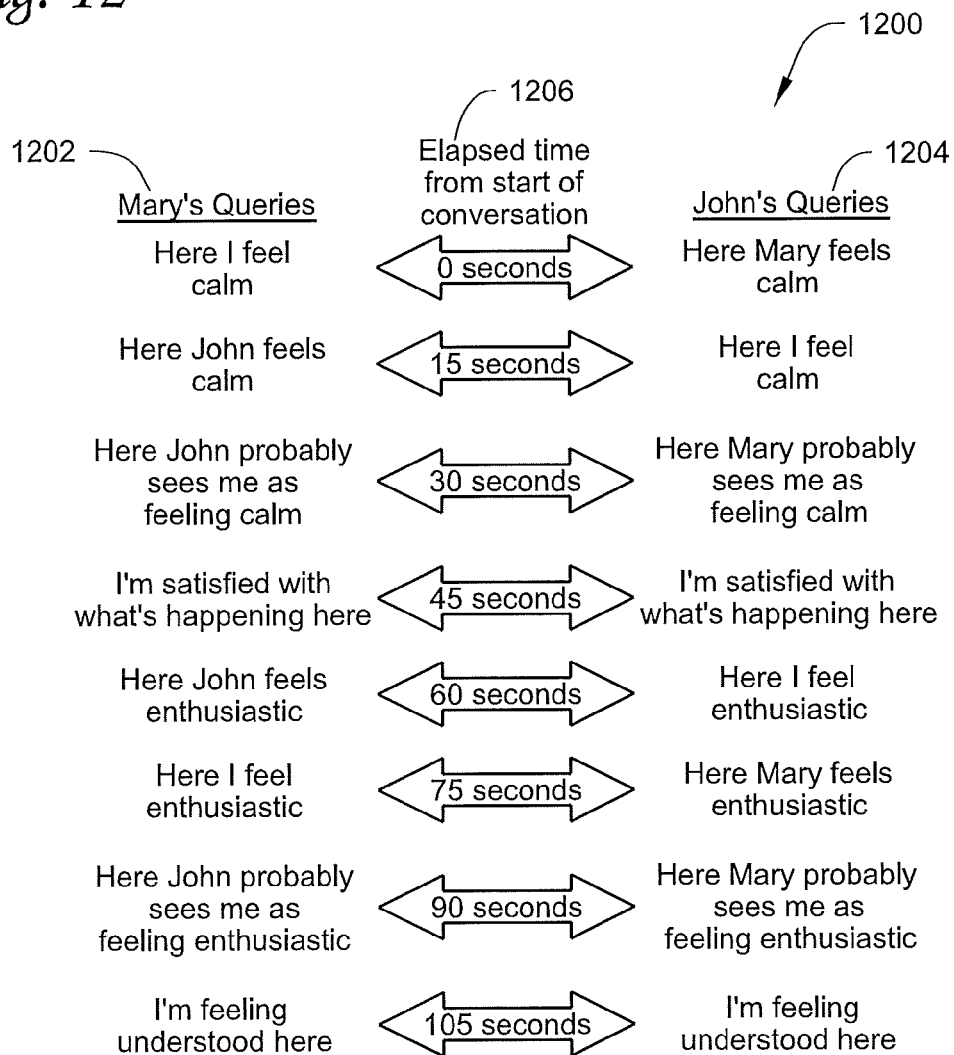 Fig. 12
1200
1206
1202
1204
Elapsed time
from start of
conversation
Mary's Queries
John's Queries
Here I feel
calm
0 seconds
Here Mary feels
calm
Here John feels
calm
15 seconds
Here I feel
calm
Here John probably
sees me as
feeling calm
30 seconds
Here Mary probably
sees me as
feeling calm
I'm satisfied with
what's happening here
45 seconds
I'm satisfied with
what's happening here
Here John feels
enthusiastic
60 seconds
Here I feel
enthusiastic
Here I feel
enthusiastic
75 seconds
Here Mary feels
enthusiastic
Here John probably
sees me as
feeling enthusiastic
90 seconds
Here Mary probably
sees me as
feeling enthusiastic
I'm feeling
understood here
105 seconds
I'm feeling
understood here